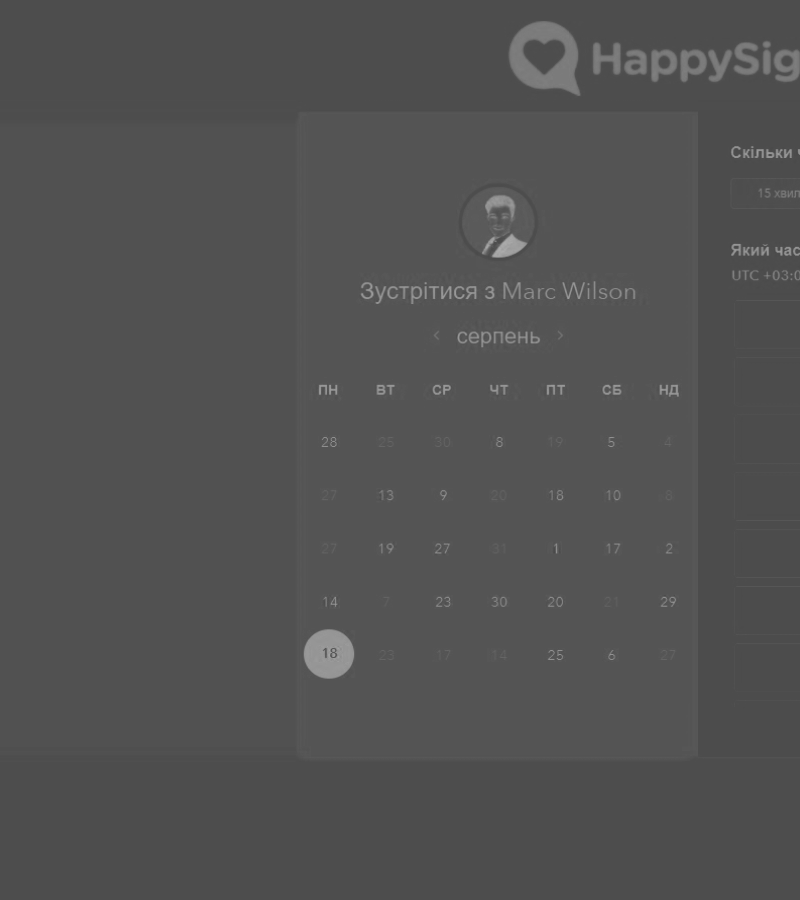 HappySig
Зустрітися з Marc Wilson
‹ серпень ›
ПН ВТ СР ЧТ ПТ СБ НД
28 25 30 8 19 5 4
27 13 9 20 18 10 8
27 19 27 31 1 17 2
14 7 23 30 20 21 29
18 23 17 14 25 6 27
Скільки ч
15 хвил
Який час
UTC +03:0